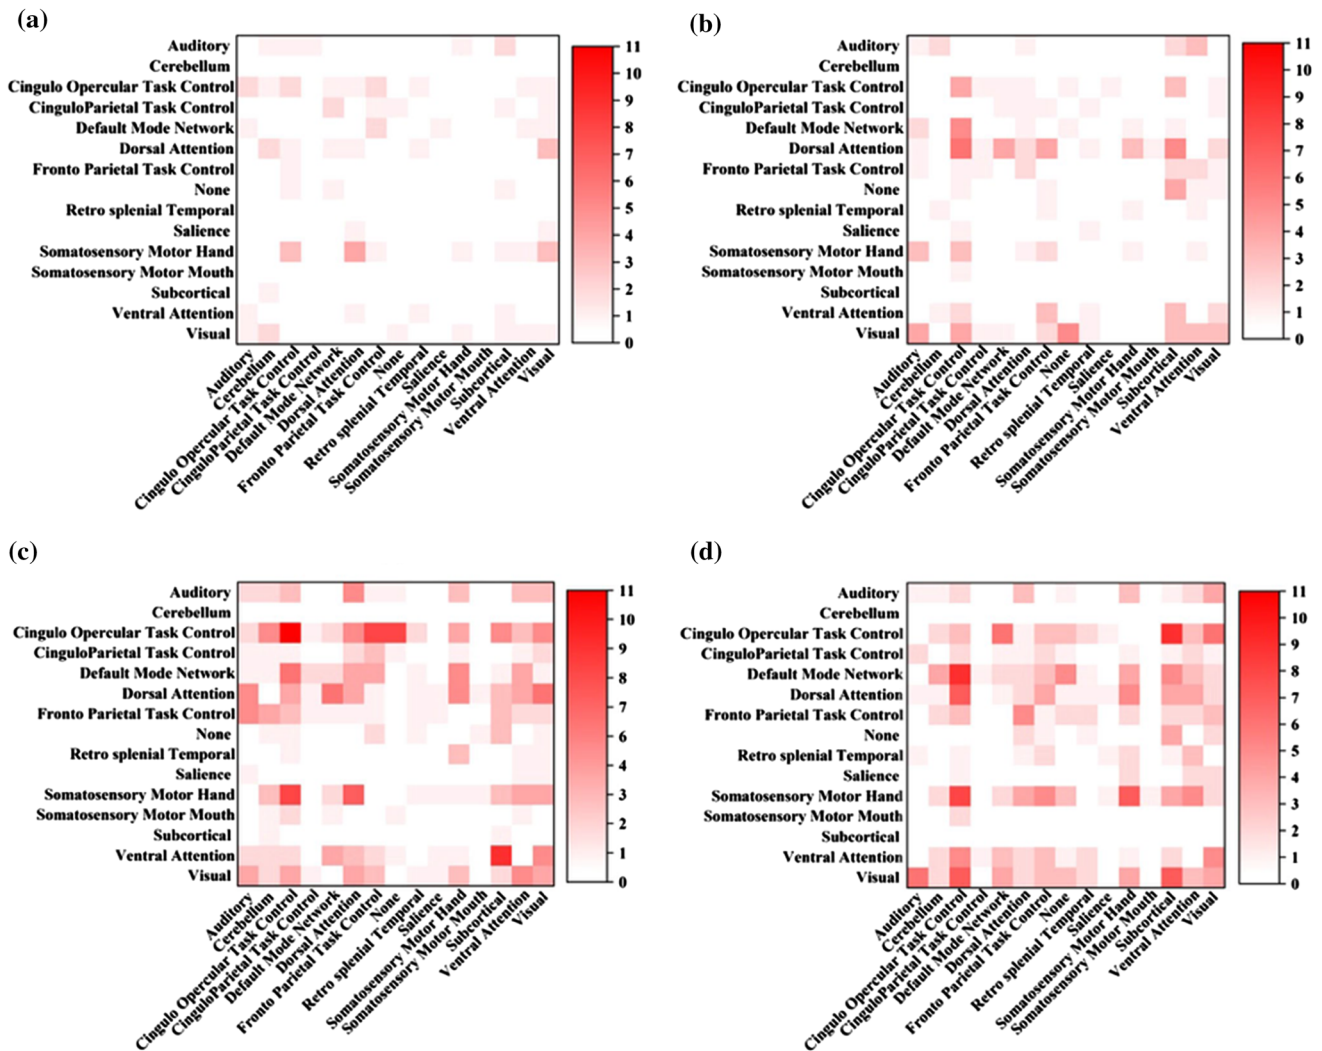 (a)
Auditory
Cerebellum
Cingulo Opercular Task Control
CinguloParietal Task Control
Default Mode Network
Dorsal Attention
Fronto Parietal Task Control
None
Retro splenial Temporal
Salience
Somatosensory Motor Hand
Somatosensory Motor Mouth
Subcortical
Ventral Attention
Visual
Auditory
Cerebellum
Cingulo Opercular Task Control
CinguloParietal Task Control
Default Mode Network
Dorsal Attention
Fronto Parietal Task Control
None
Retro splenial Temporal
Salience
Somatosensory Motor Hand
Somatosensory Motor Mouth
Subcortical
Ventral Attention
Visual
11
10
9
8
7
6
5
4
3
2
1
0
(b)
Auditory
Cerebellum
Cingulo Opercular Task Control
CinguloParietal Task Control
Default Mode Network
Dorsal Attention
Fronto Parietal Task Control
None
Retro splenial Temporal
Salience
Somatosensory Motor Hand
Somatosensory Motor Mouth
Subcortical
Ventral Attention
Visual
Auditory
Cerebellum
Cingulo Opercular Task Control
CinguloParietal Task Control
Default Mode Network
Dorsal Attention
Fronto Parietal Task Control
None
Retro splenial Temporal
Salience
Somatosensory Motor Hand
Somatosensory Motor Mouth
Subcortical
Ventral Attention
Visual
11
10
9
8
7
6
5
4
3
2
1
0
(c)
Auditory
Cerebellum
Cingulo Opercular Task Control
CinguloParietal Task Control
Default Mode Network
Dorsal Attention
Fronto Parietal Task Control
None
Retro splenial Temporal
Salience
Somatosensory Motor Hand
Somatosensory Motor Mouth
Subcortical
Ventral Attention
Visual
Auditory
Cerebellum
Cingulo Opercular Task Control
CinguloParietal Task Control
Default Mode Network
Dorsal Attention
Fronto Parietal Task Control
None
Retro splenial Temporal
Salience
Somatosensory Motor Hand
Somatosensory Motor Mouth
Subcortical
Ventral Attention
Visual
11
10
9
8
7
6
5
4
3
2
1
0
(d)
Auditory
Cerebellum
Cingulo Opercular Task Control
CinguloParietal Task Control
Default Mode Network
Dorsal Attention
Fronto Parietal Task Control
None
Retro splenial Temporal
Salience
Somatosensory Motor Hand
Somatosensory Motor Mouth
Subcortical
Ventral Attention
Visual
Auditory
Cerebellum
Cingulo Opercular Task Control
CinguloParietal Task Control
Default Mode Network
Dorsal Attention
Fronto Parietal Task Control
None
Retro splenial Temporal
Salience
Somatosensory Motor Hand
Somatosensory Motor Mouth
Subcortical
Ventral Attention
Visual
11
10
9
8
7
6
5
4
3
2
1
0